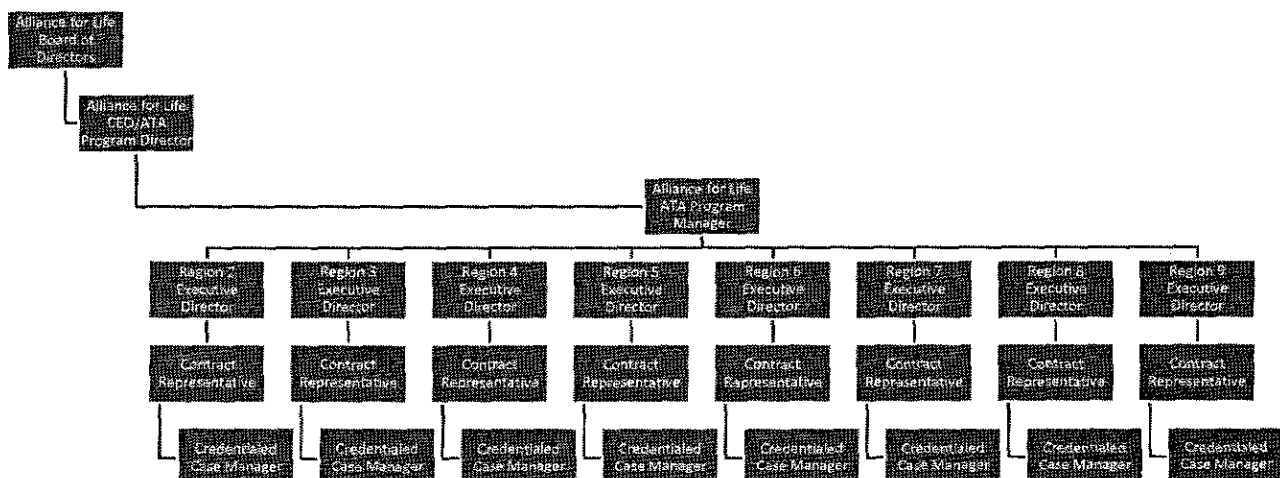 Alliance for Life
Board of
Directors
Alliance for Life
CEO/ATA
Program Director
Alliance for Life
ATA Program
Manager
Region 2
Executive
Director
Region 3
Executive
Director
Region 4
Executive
Director
Region 5
Executive
Director
Region 6
Executive
Director
Region 7
Executive
Director
Region 8
Executive
Director
Region 9
Executive
Director
Contract
Representative
Contract
Representative
Contract
Representative
Contract
Representative
Contract
Representative
Contract
Representative
Contract
Representative
Contract
Representative
Credentialed
Case Manager
Credentialed
Case Manager
Credentialed
Case Manager
Credentialed
Case Manager
Credentialed
Case Manager
Credentialed
Case Manager
Credentialed
Case Manager
Credentialed
Case Manager